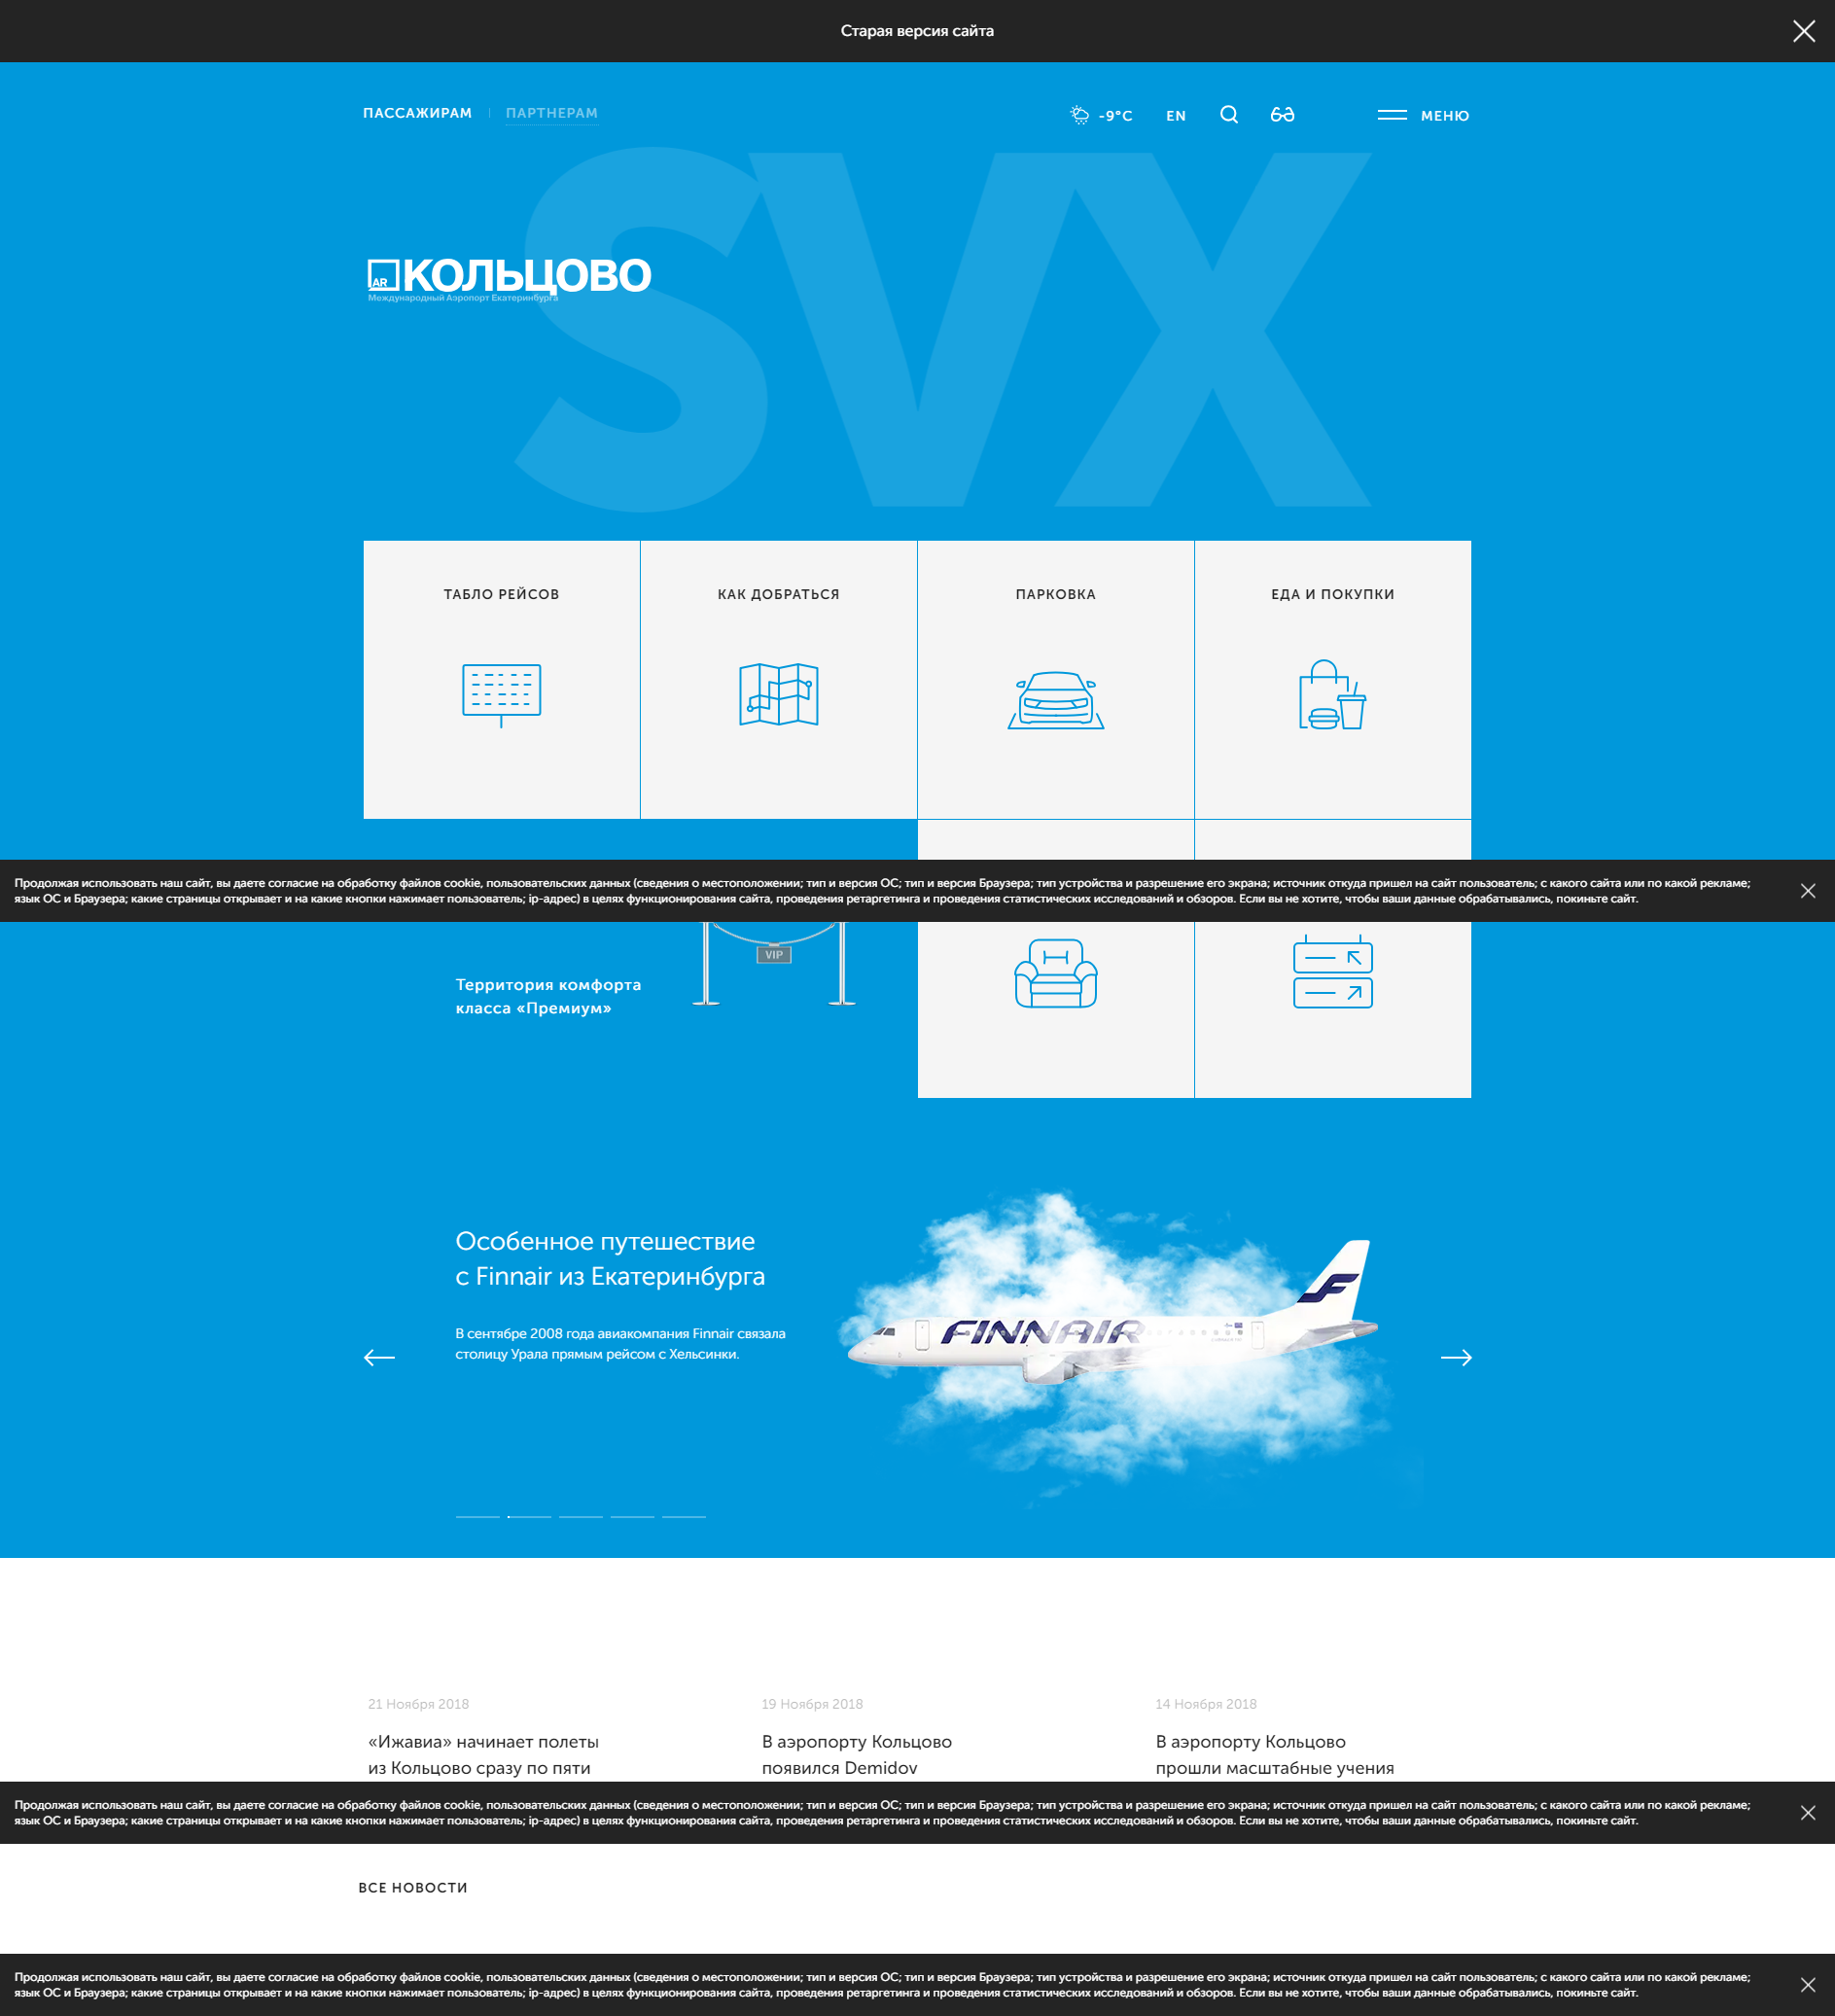 Старая версия сайта
ПАССАЖИРАМ
ПАРТНЕРАМ
-9°C
EN
МЕНЮ
SVX
AR
КОЛЬЦОВО
Международный Аэропорт Екатеринбурга
ТАБЛО РЕЙСОВ
КАК ДОБРАТЬСЯ
ПАРКОВКА
ЕДА И ПОКУПКИ
Продолжая использовать наш сайт, вы даете согласие на обработку файлов cookie, пользовательских данных (сведения о местоположении; тип и версия ОС; тип и версия Браузера; тип устройства и разрешение его экрана; источник откуда пришел на сайт пользователь; с какого сайта или по какой рекламе;
язык ОС и Браузера; какие страницы открывает и на какие кнопки нажимает пользователь; ip-адрес) в целях функционирования сайта, проведения ретаргетинга и проведения статистических исследований и обзоров. Если вы не хотите, чтобы ваши данные обрабатывались, покиньте сайт.
VIP
Территория комфорта
класса «Премиум»
Особенное путешествие
с Finnair из Екатеринбурга
В сентябре 2008 года авиакомпания Finnair связала
столицу Урала прямым рейсом с Хельсинки.
FINNAIR
21 Ноября 2018
«Ижавиа» начинает полеты
из Кольцово сразу по пяти
19 Ноября 2018
В аэропорту Кольцово
появился Demidov
14 Ноября 2018
В аэропорту Кольцово
прошли масштабные учения
Продолжая использовать наш сайт, вы даете согласие на обработку файлов cookie, пользовательских данных (сведения о местоположении; тип и версия ОС; тип и версия Браузера; тип устройства и разрешение его экрана; источник откуда пришел на сайт пользователь; с какого сайта или по какой рекламе;
язык ОС и Браузера; какие страницы открывает и на какие кнопки нажимает пользователь; ip-адрес) в целях функционирования сайта, проведения ретаргетинга и проведения статистических исследований и обзоров. Если вы не хотите, чтобы ваши данные обрабатывались, покиньте сайт.
ВСЕ НОВОСТИ
Продолжая использовать наш сайт, вы даете согласие на обработку файлов cookie, пользовательских данных (сведения о местоположении; тип и версия ОС; тип и версия Браузера; тип устройства и разрешение его экрана; источник откуда пришел на сайт пользователь; с какого сайта или по какой рекламе;
язык ОС и Браузера; какие страницы открывает и на какие кнопки нажимает пользователь; ip-адрес) в целях функционирования сайта, проведения ретаргетинга и проведения статистических исследований и обзоров. Если вы не хотите, чтобы ваши данные обрабатывались, покиньте сайт.